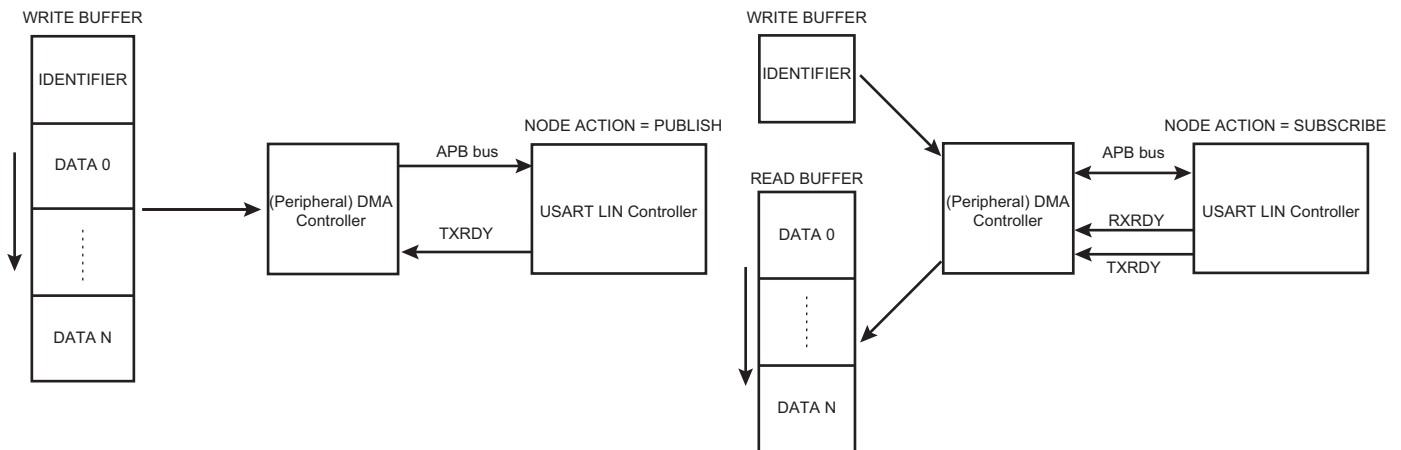 WRITE BUFFER
IDENTIFIER
DATA 0
DATA N
(Peripheral) DMA
Controller
APB bus
TXRDY
NODE ACTION = PUBLISH
USART LIN Controller
WRITE BUFFER
IDENTIFIER
READ BUFFER
DATA 0
DATA N
(Peripheral) DMA
Controller
APB bus
RXRDY
TXRDY
NODE ACTION = SUBSCRIBE
USART LIN Controller